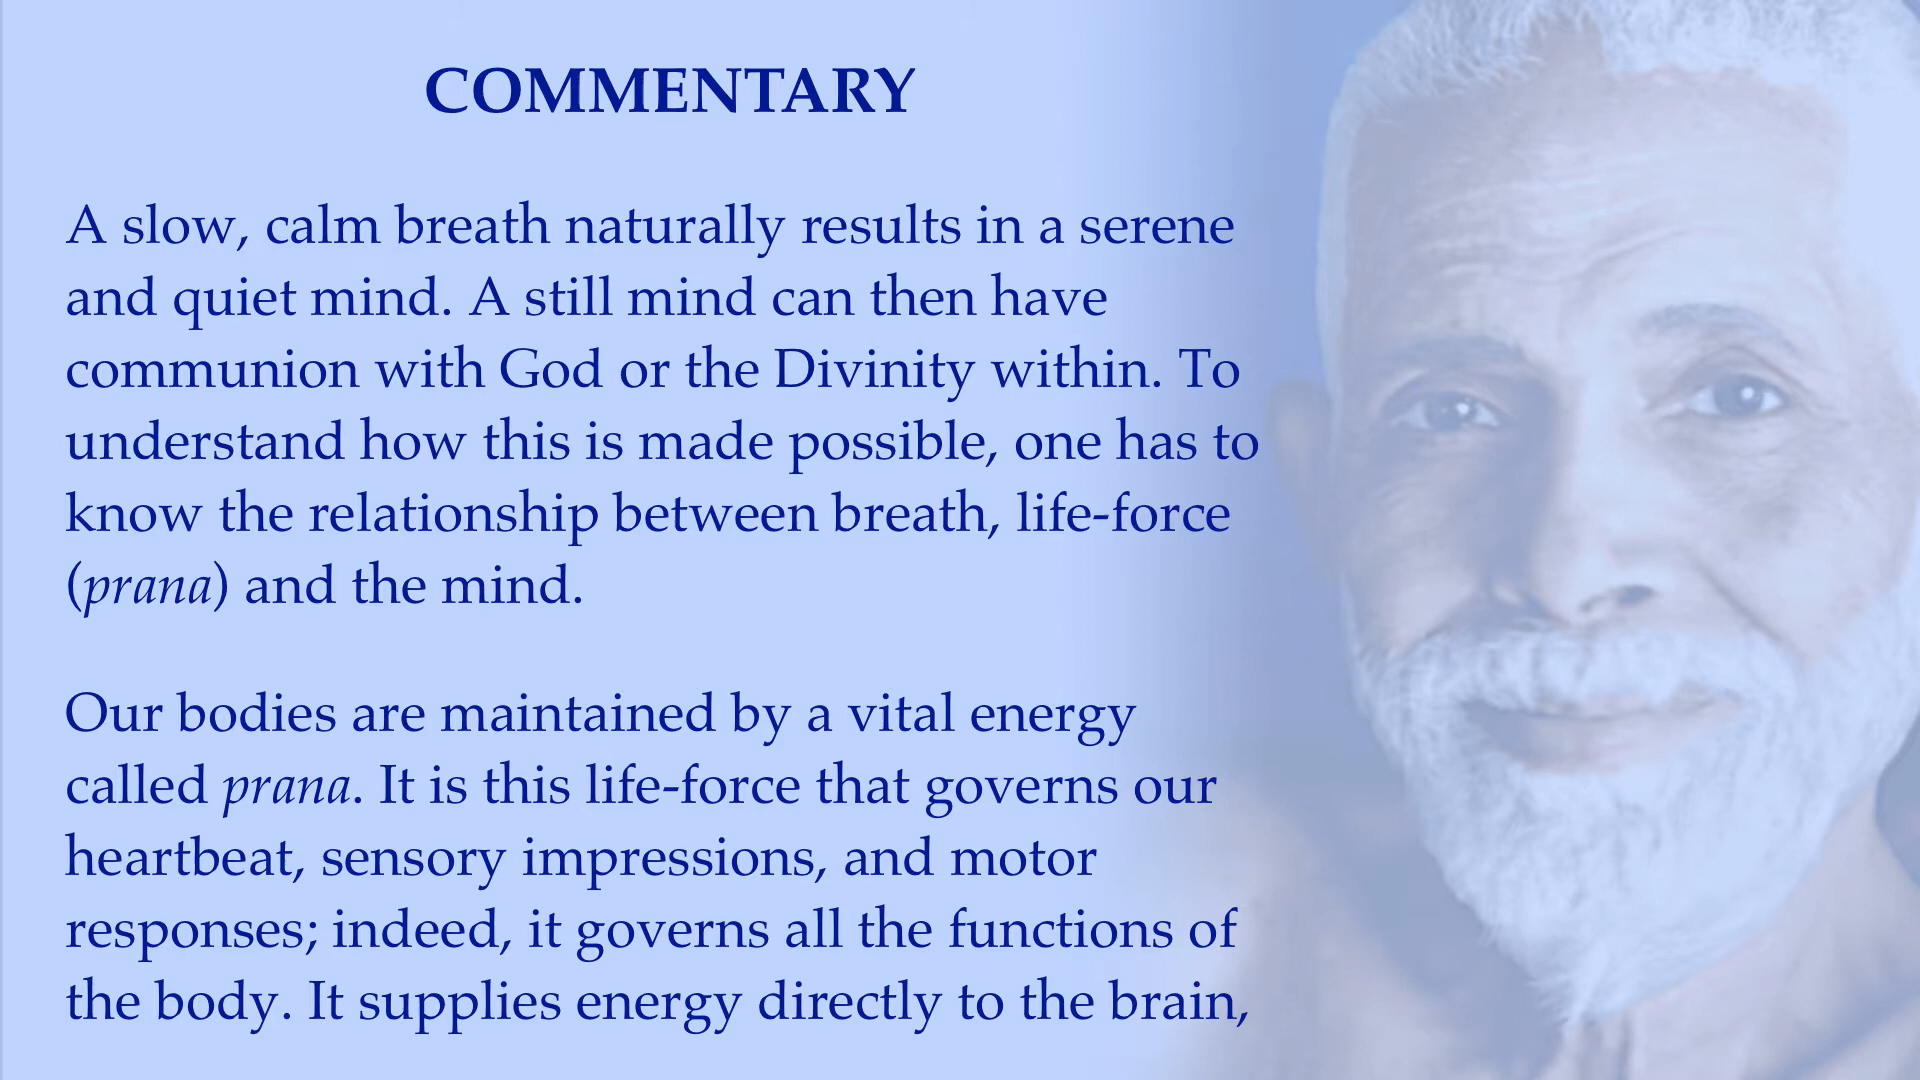 COMMENTARY
A slow, calm breath naturally results in a serene
and quiet mind. A still mind can then have
communion with God or the Divinity within. To
understand how this is made possible, one has to
know the relationship between breath, life-force
(prana) and the mind.
Our bodies are maintained by a vital energy
called prana. It is this life-force that governs our
heartbeat, sensory impressions, and motor
responses; indeed, it governs all the functions of
the body. It supplies energy directly to the brain,